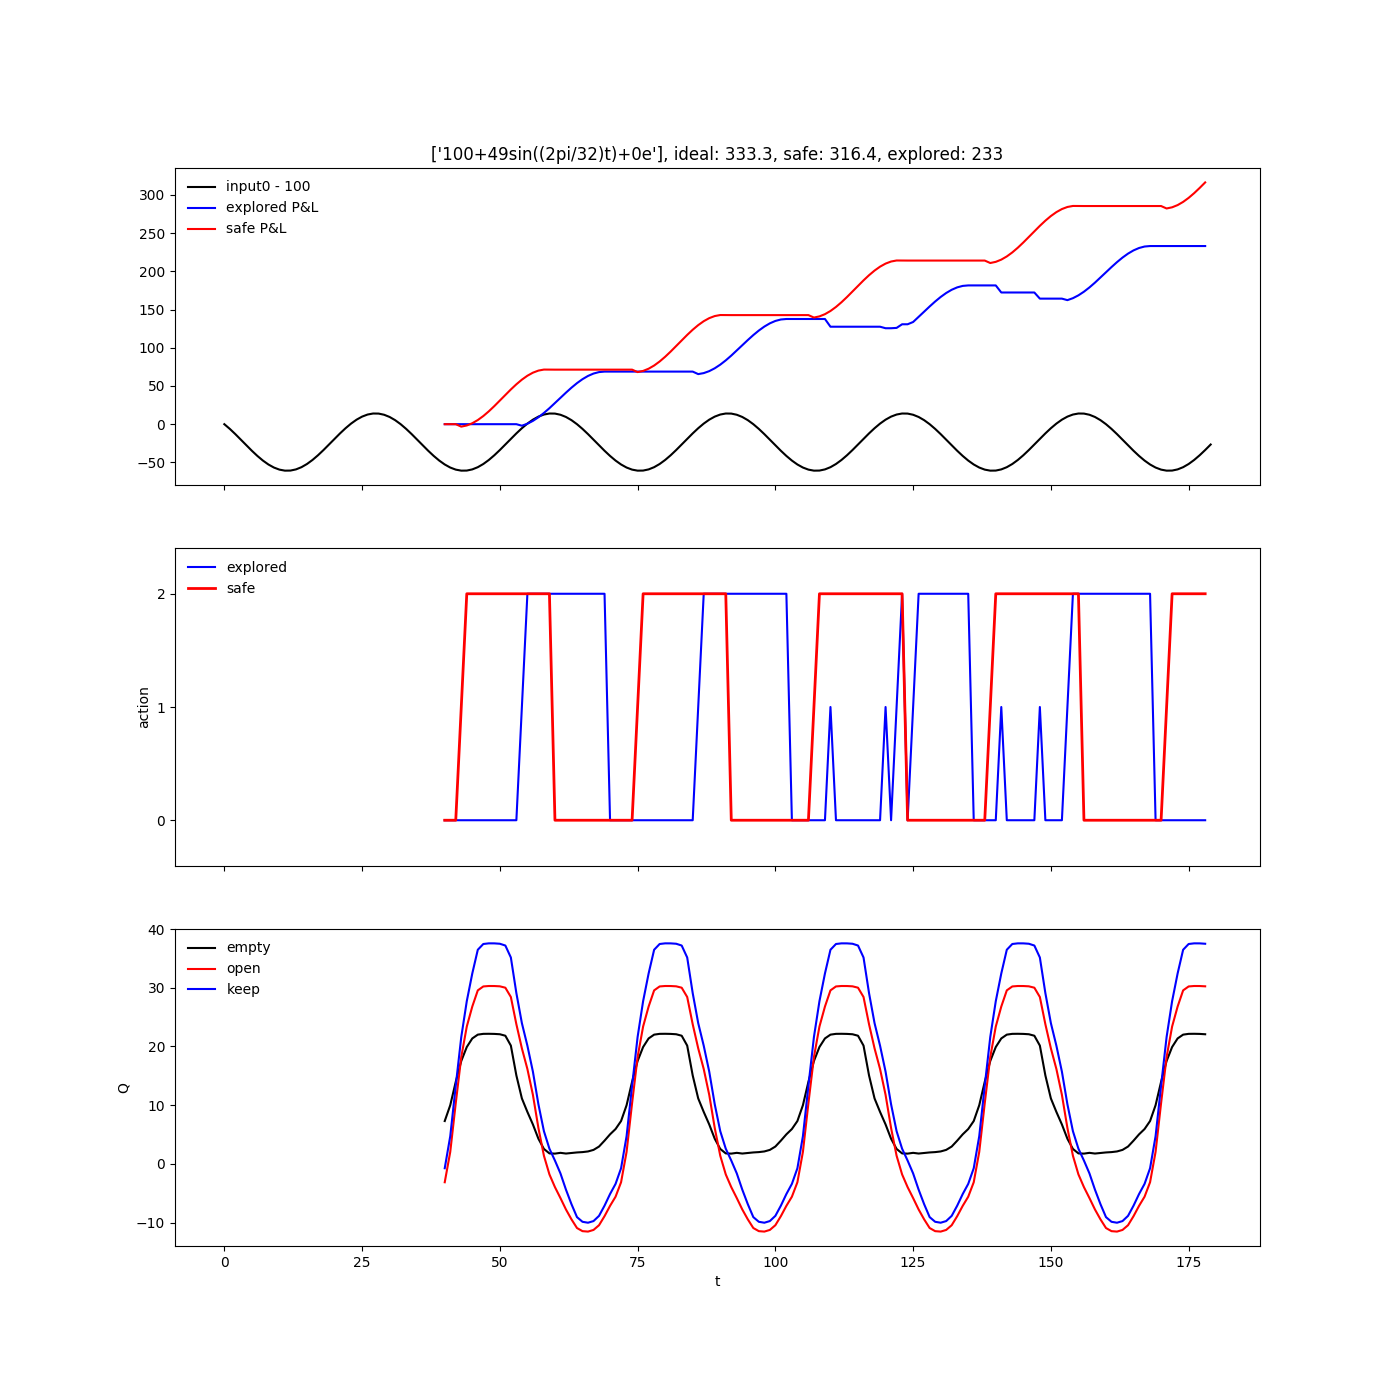 ['100+49sin((2pi/32)t)+0e'], ideal: 333.3, safe: 316.4, explored: 233
input0 - 100
explored P&L
safe P&L
300
250
200
150
100
50
0
−50
explored
safe
2
1
0
action
empty
open
keep
40
30
20
10
0
−10
Q
0 25 50 75 100 125 150 175
t